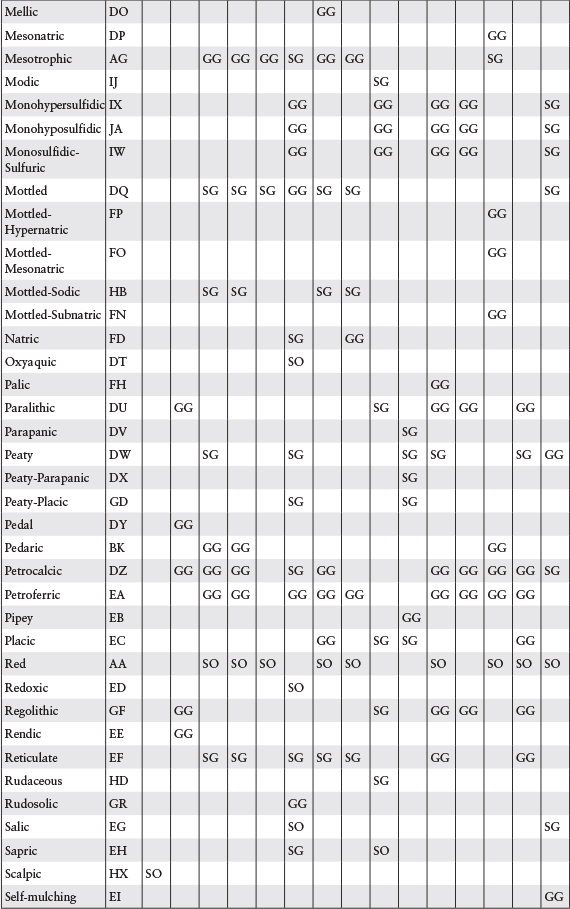 Mellic DO GG
Mesonatric DP GG
Mesotrophic AG GG GG GG SG GG GG SG
Modic IJ SG
Monohypersulfidic IX GG GG GG GG SG
Monohyposulfidic JA GG GG GG GG SG
Monosulfidic- IW GG GG GG GG SG
Sulfuric
Mottled DQ SG SG SG GG SG SG SG
Mottled- FP GG
Hypernatric
Mottled- FO GG
Mesonatric
Mottled-Sodic HB SG SG SG SG
Mottled-Subnatric FN GG
Natric FD SG GG
Oxyaquic DT SO
Palic FH GG
Paralithic DU GG SG GG GG GG
Parapanic DV SG
Peaty DW SG SG SG SG SG GG
Peaty-Parapanic DX SG
Peaty-Placic GD SG SG
Pedal DY GG
Pedaric BK GG GG GG
Petrocalcic DZ GG GG GG SG GG GG GG GG GG SG
Petroferric EA GG GG GG GG GG GG GG GG GG
Pipey EB GG
Placic EC GG SG SG GG
Red AA SO SO SO SO SO SO SO SO SO
Redoxic ED SO
Regolithic GF GG SG GG GG GG
Rendic EE GG
Reticulate EF SG SG SG SG SG GG GG
Rudaceous HD SG
Rudosolic GR GG
Salic EG SO SG
Sapric EH SG SO
Scalpic HX SO
Self-mulching EI GG